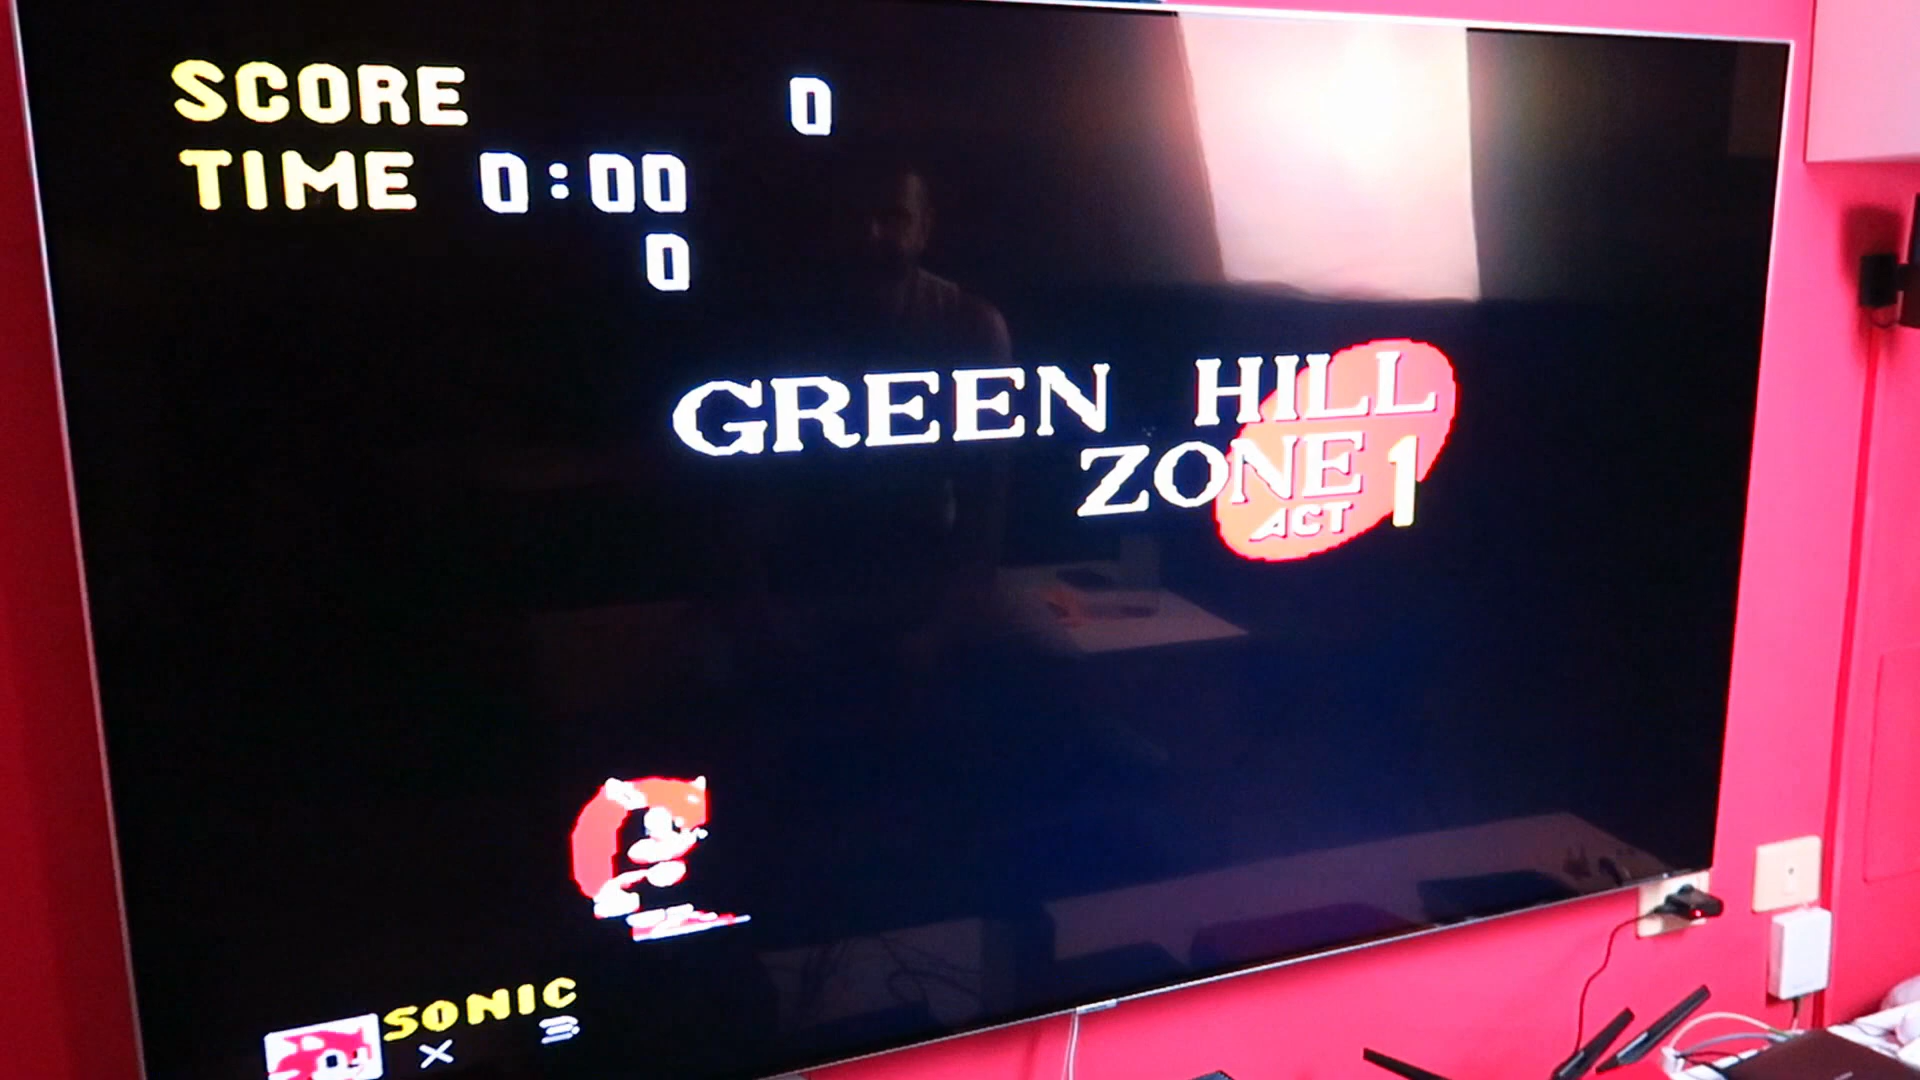 SCORE 0
TIME 0:00
0
GREEN HILL
ZONE
ACT 1
SONIC
× 3